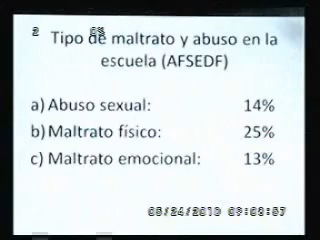 Tipo de maltrato y abuso en la
escuela (AFSEDF)
a) Abuso sexual: 14%
b) Maltrato físico: 25%
c) Maltrato emocional: 13%